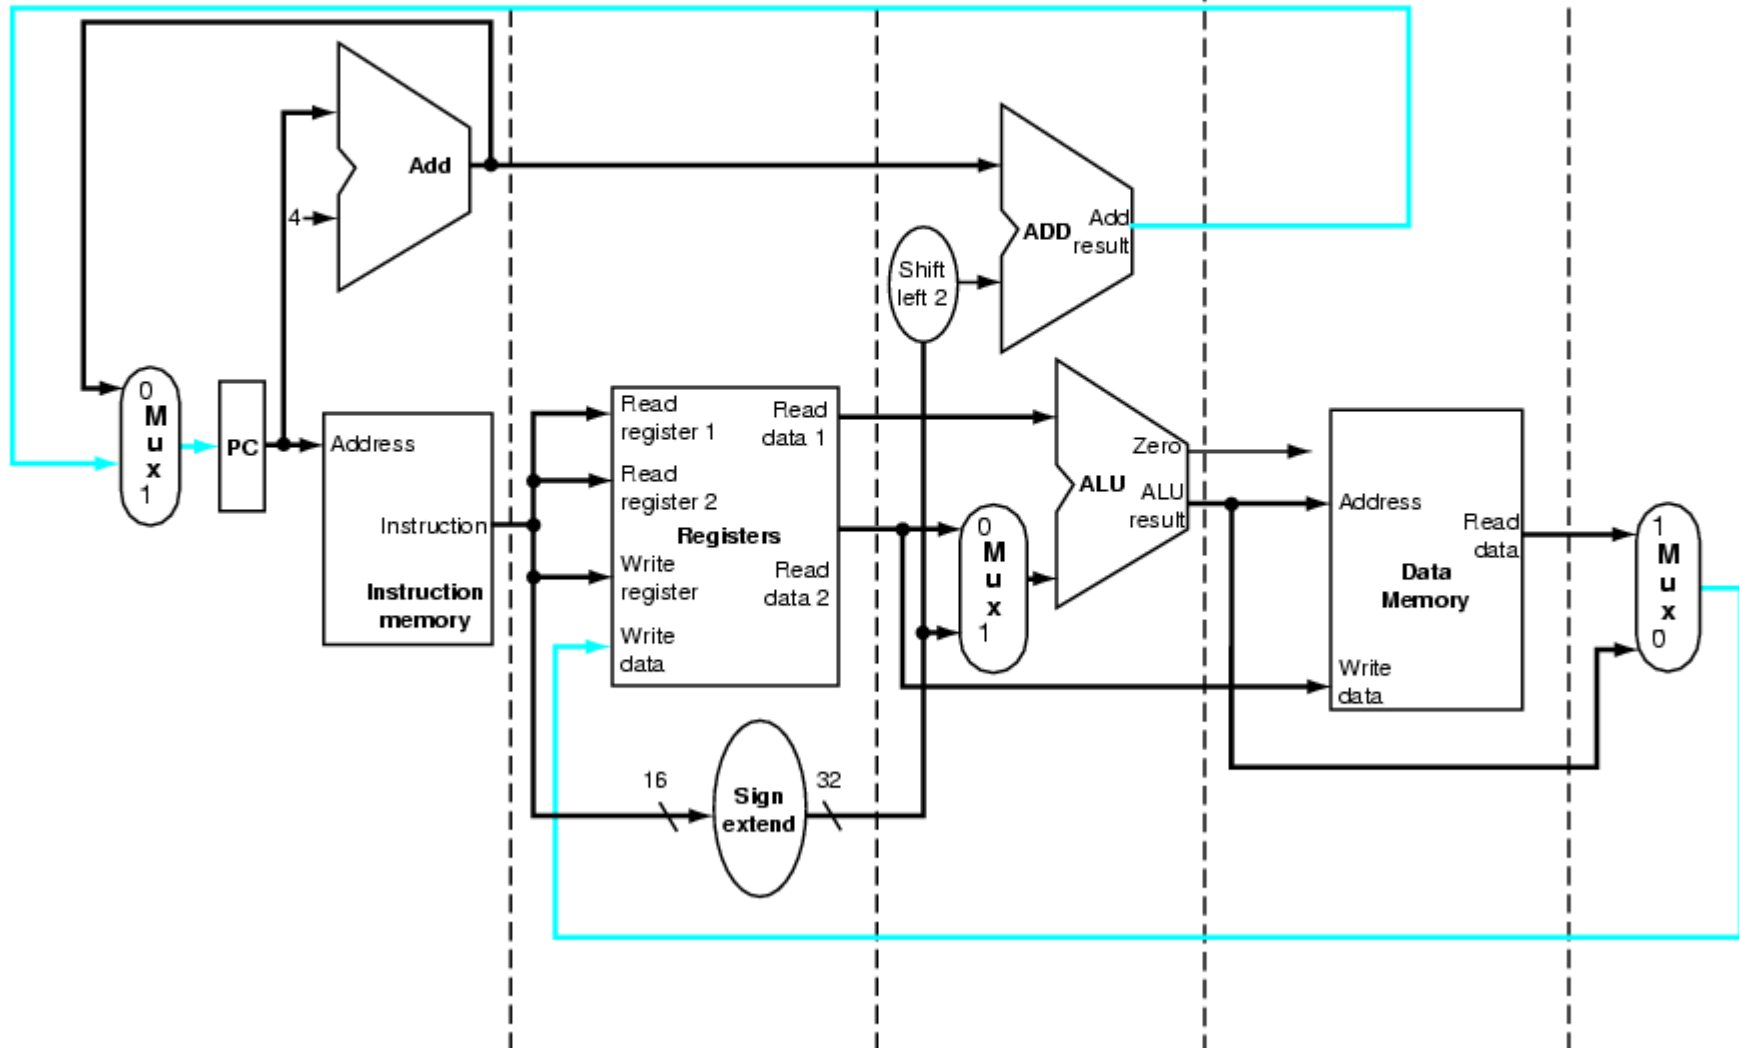 Add
4
0
M
u
x
1
PC
Address
Instruction
Instruction
memory
Read
register 1
Read
register 2
Write
register
Write
data
Registers
Read
data 1
Read
data 2
16
Sign
extend
32
Shift
left 2
ADD
Add
result
0
M
u
x
1
ALU
Zero
ALU
result
Address
Write
data
Data
Memory
Read
data
1
M
u
x
0